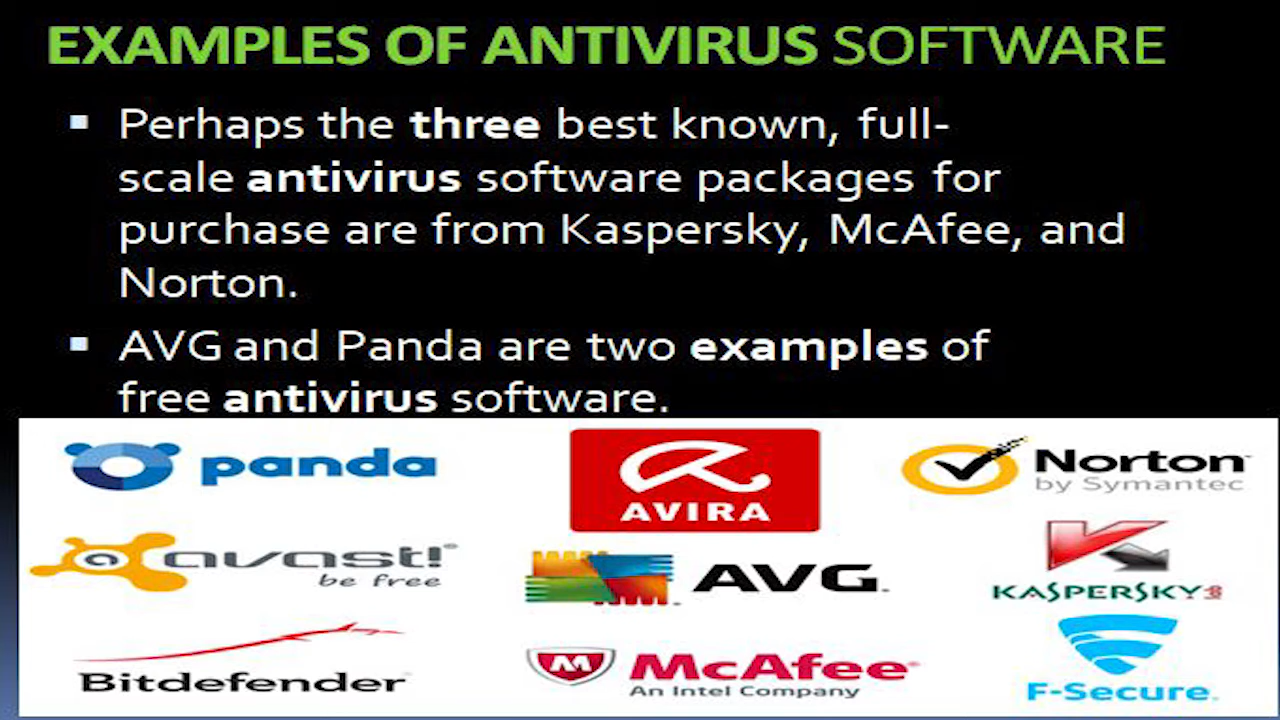 EXAMPLES OF ANTIVIRUS SOFTWARE
Perhaps the three best known, full-
scale antivirus software packages for
purchase are from Kaspersky, McAfee, and
Norton.
AVG and Panda are two examples of
free antivirus software.
panda
AVIRA
Norton
by Symantec
avast!
be free
AVG
KASPERSKY
Bitdefender
McAfee
An Intel Company
F-Secure